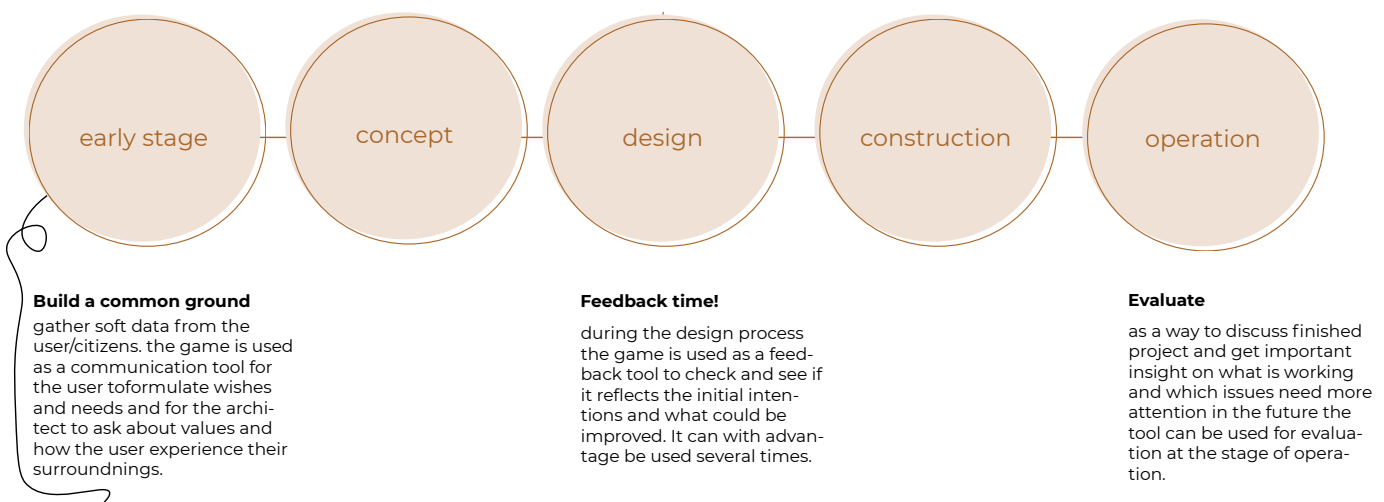 early stage
concept
design
construction
operation
Build a common ground
gather soft data from the
user/citizens. the game is used
as a communication tool for
the user toformulate wishes
and needs and for the archi-
tect to ask about values and
how the user experience their
surroundnings.
Feedback time!
during the design process
the game is used as a feed-
back tool to check and see if
it reflects the initial inten-
tions and what could be
improved. It can with advan-
tage be used several times.
Evaluate
as a way to discuss finished
project and get important
insight on what is working
and which issues need more
attention in the future the
tool can be used for evalua-
tion at the stage of opera-
tion.